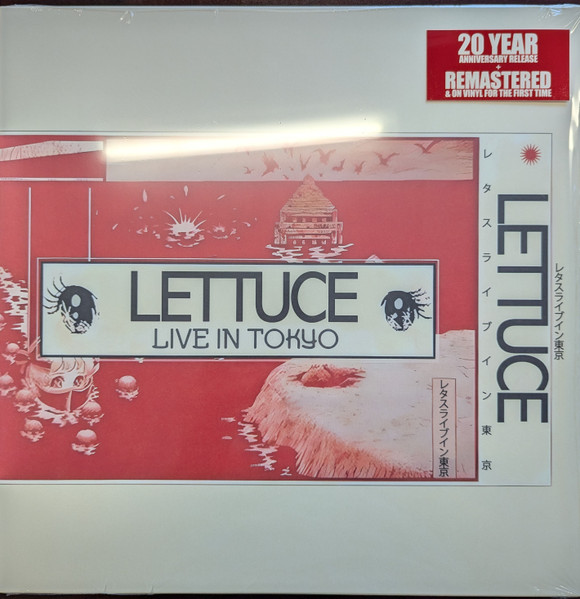 20 YEAR
ANNIVERSARY RELEASE
+
REMASTERED
& ON VINYL FOR THE FIRST TIME
LETTUCE
LIVE IN TOKYO
レタスライブイン東京
レタスライブイン東京
LETTUCE
レタスライブイン東京